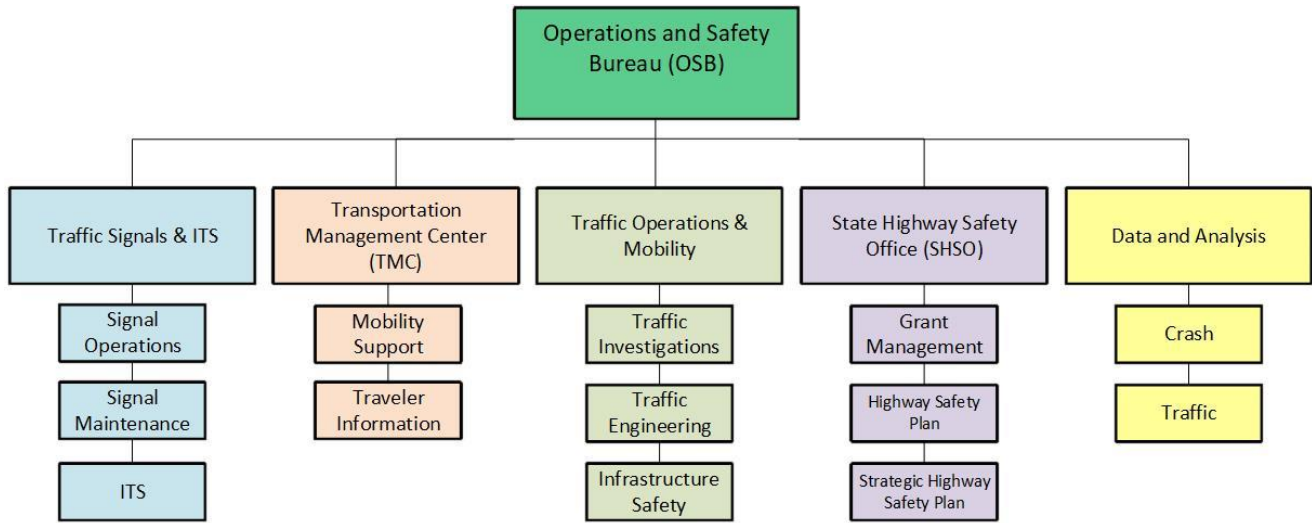 Operations and Safety
Bureau (OSB)
Traffic Signals & ITS
Transportation
Management Center
(TMC)
Traffic Operations &
Mobility
State Highway Safety
Office (SHSO)
Data and Analysis
Signal
Operations
Mobility
Support
Traffic
Investigations
Grant
Management
Crash
Signal
Maintenance
Traveler
Information
Traffic
Engineering
Highway Safety
Plan
Traffic
ITS
Infrastructure
Safety
Strategic Highway
Safety Plan